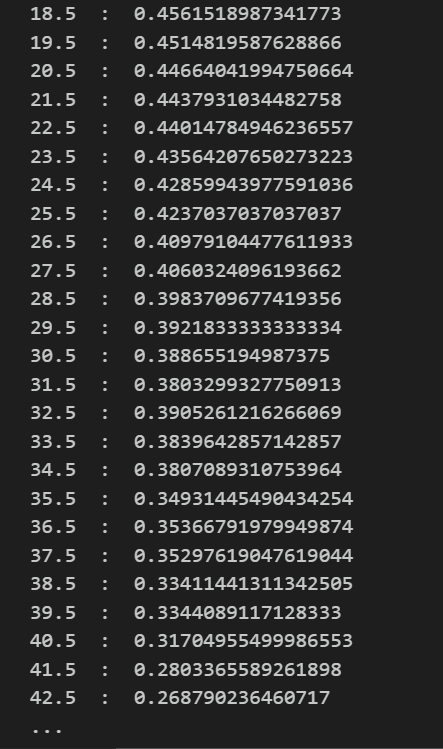 18.5  :  0.4561518987341773
19.5  :  0.4514819587628866
20.5  :  0.44664041994750664
21.5  :  0.4437931034482758
22.5  :  0.44014784946236557
23.5  :  0.43564207650273223
24.5  :  0.42859943977591036
25.5  :  0.4237037037037037
26.5  :  0.40979104477611933
27.5  :  0.4060324096193662
28.5  :  0.3983709677419356
29.5  :  0.3921833333333334
30.5  :  0.388655194987375
31.5  :  0.3803299327750913
32.5  :  0.3905261216266069
33.5  :  0.3839642857142857
34.5  :  0.3807089310753964
35.5  :  0.34931445490434254
36.5  :  0.35366791979949874
37.5  :  0.35297619047619044
38.5  :  0.33411441311342505
39.5  :  0.3344089117128333
40.5  :  0.31704955499986553
41.5  :  0.2803365589261898
42.5  :  0.268790236460717
...